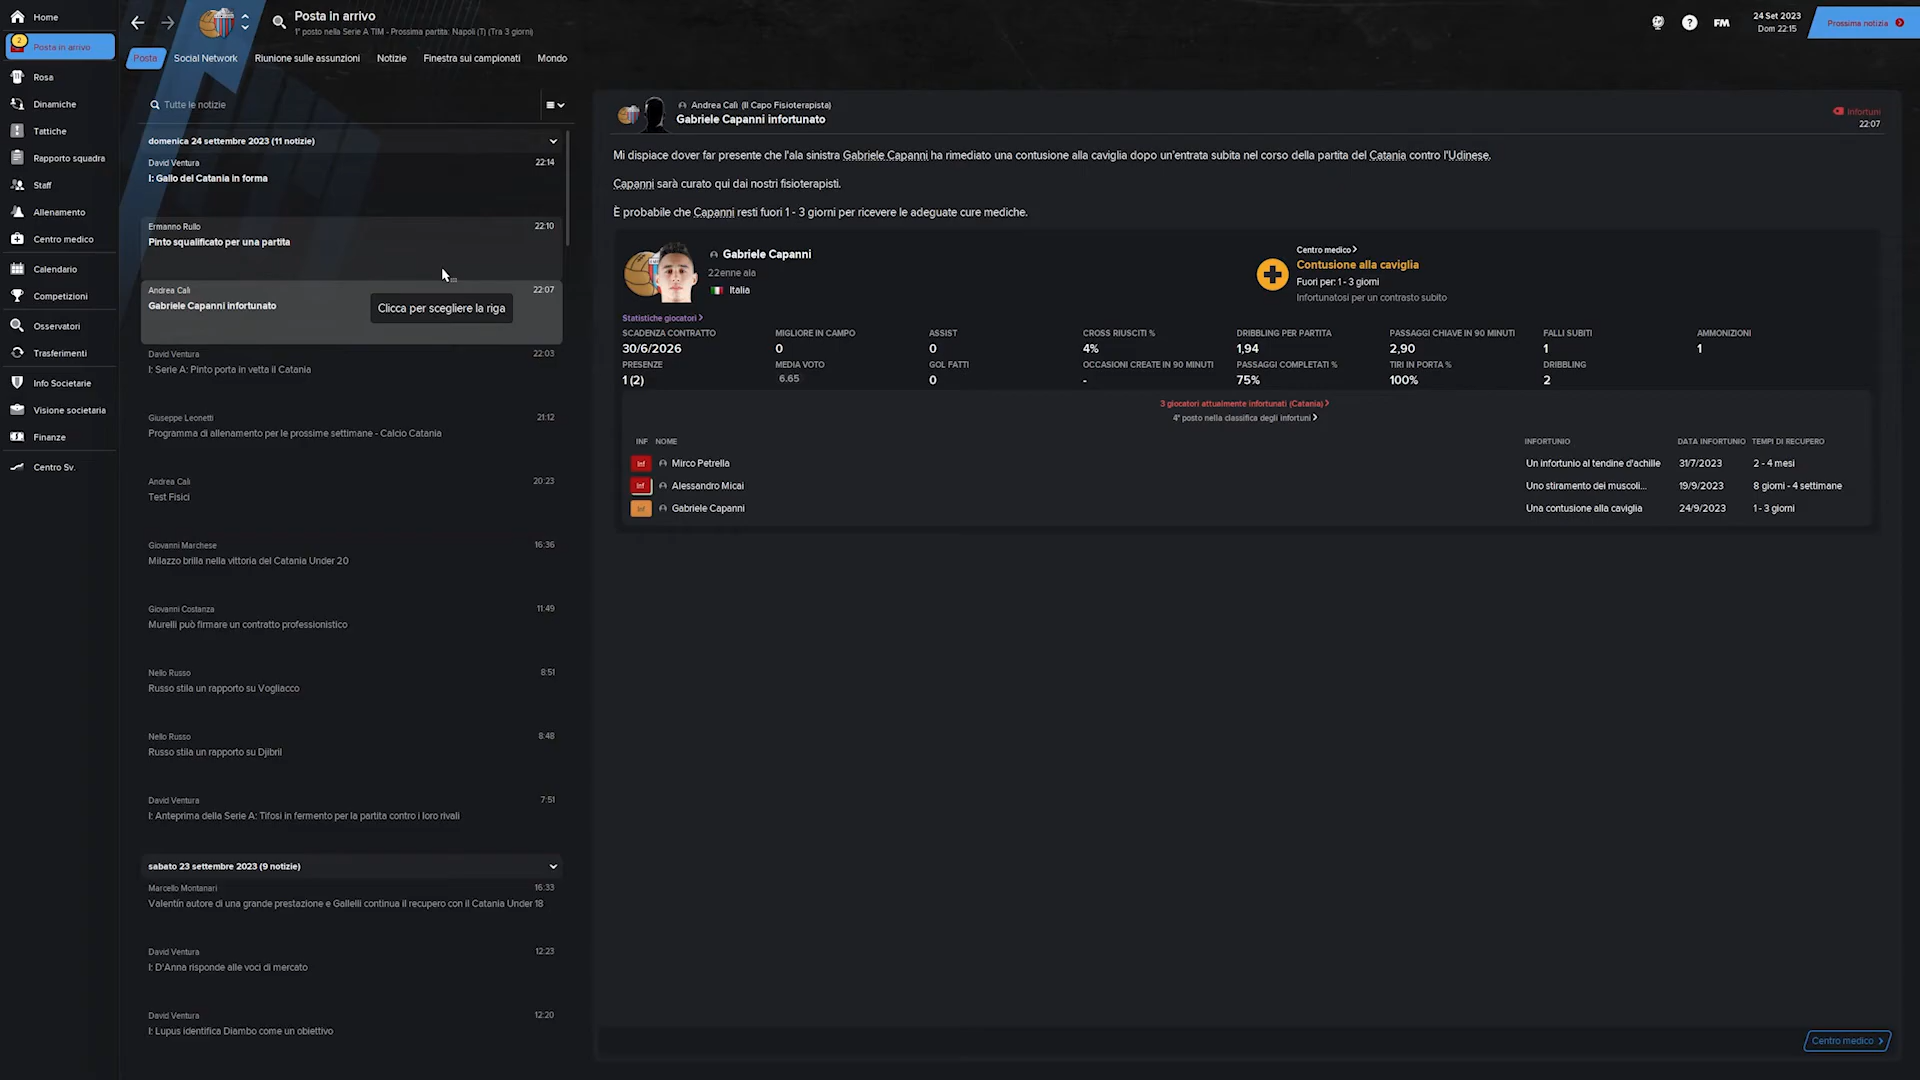 Home
2
Posta in arrivo
Rosa
Dinamiche
Tattiche
Rapporto squadra
Staff
Allenamento
Centro medico
Calendario
Competizioni
Osservatori
Trasferimenti
Info Societarie
Visione societaria
Finanze
Centro Sv.
Posta in arrivo
1° posto nella Serie A TIM - Prossima partita: Napoli (T) (Tra 3 giorni)
FM
24 Set 2023
Dom 22:15
Prossima notizia
Posta
Social Network
Riunione sulle assunzioni
Notizie
Finestra sui campionati
Mondo
Tutte le notizie
domenica 24 settembre 2023 (11 notizie)
David Ventura 22:14
I: Gallo del Catania in forma
Ermanno Rullo 22:10
Pinto squalificato per una partita
Andrea Calì 22:07
Gabriele Capanni infortunato
Clicca per scegliere la riga
David Ventura 22:03
I: Serie A: Pinto porta in vetta il Catania
Giuseppe Leonetti 21:12
Programma di allenamento per le prossime settimane - Calcio Catania
Andrea Calì 20:23
Test Fisici
Giovanni Marchese 16:36
Milazzo brilla nella vittoria del Catania Under 20
Giovanni Costanza 11:49
Murelli può firmare un contratto professionistico
Nello Russo 8:51
Russo stila un rapporto su Vogliacco
Nello Russo 8:48
Russo stila un rapporto su Djibril
David Ventura 7:51
I: Anteprima della Serie A: Tifosi in fermento per la partita contro i loro rivali
sabato 23 settembre 2023 (9 notizie)
Marcello Montanari 16:33
Valentín autore di una grande prestazione e Gallelli continua il recupero con il Catania Under 18
David Ventura 12:23
I: D'Anna risponde alle voci di mercato
David Ventura 12:20
I: Lupus identifica Diambo come un obiettivo
Andrea Calì (Il Capo Fisioterapista)
Gabriele Capanni infortunato
Infortuni
22:07
Mi dispiace dover far presente che l'ala sinistra Gabriele Capanni ha rimediato una contusione alla caviglia dopo un'entrata subita nel corso della partita del Catania contro l'Udinese.
Capanni sarà curato qui dai nostri fisioterapisti.
È probabile che Capanni resti fuori 1 - 3 giorni per ricevere le adeguate cure mediche.
Gabriele Capanni
22enne ala
Italia
Centro medico
Contusione alla caviglia
Fuori per: 1 - 3 giorni
Infortunatosi per un contrasto subito
Statistiche giocatori
SCADENZA CONTRATTO MIGLIORE IN CAMPO ASSIST CROSS RIUSCITI % DRIBBLING PER PARTITA PASSAGGI CHIAVE IN 90 MINUTI FALLI SUBITI AMMONIZIONI
30/6/2026 0 0 4% 1,94 2,90 1 1
PRESENZE MEDIA VOTO GOL FATTI OCCASIONI CREATE IN 90 MINUTI PASSAGGI COMPLETATI % TIRI IN PORTA % DRIBBLING
1 (2) 6.65 0 - 75% 100% 2
3 giocatori attualmente infortunati (Catania)
4° posto nella classifica degli infortuni
INF NOME INFORTUNIO DATA INFORTUNIO TEMPI DI RECUPERO
Inf Mirco Petrella Un infortunio al tendine d'achille 31/7/2023 2 - 4 mesi
Inf Alessandro Micai Uno stiramento dei muscoli... 19/9/2023 8 giorni - 4 settimane
Inf Gabriele Capanni Una contusione alla caviglia 24/9/2023 1 - 3 giorni
Centro medico